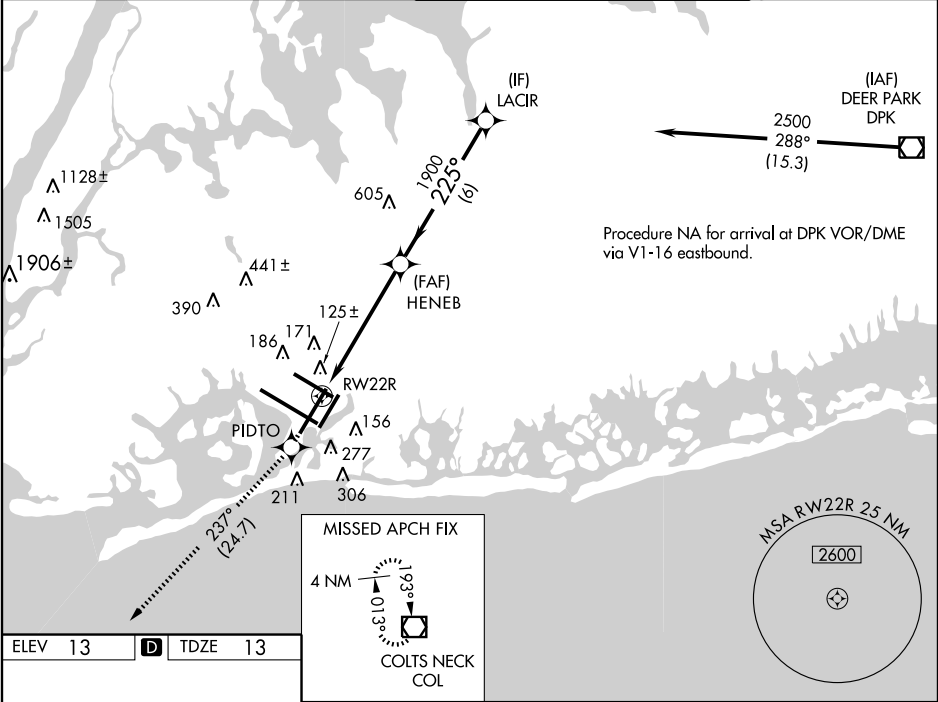 (IF)
LACIR
(IAF)
DEER PARK
DPK
2500
288°
(15.3)
1900
225°
(6)
605
1128±
1505
1906±
441±
390
Procedure NA for arrival at DPK VOR/DME
via V1-16 eastbound.
(FAF)
HENEB
125±
171
186
RW22R
PIDTO
156
277
211
306
237°
(24.7)
MISSED APCH FIX
4 NM
193°
013°
COLTS NECK
COL
MSA RW22R 25 NM
2600
ELEV 13
D
TDZE 13